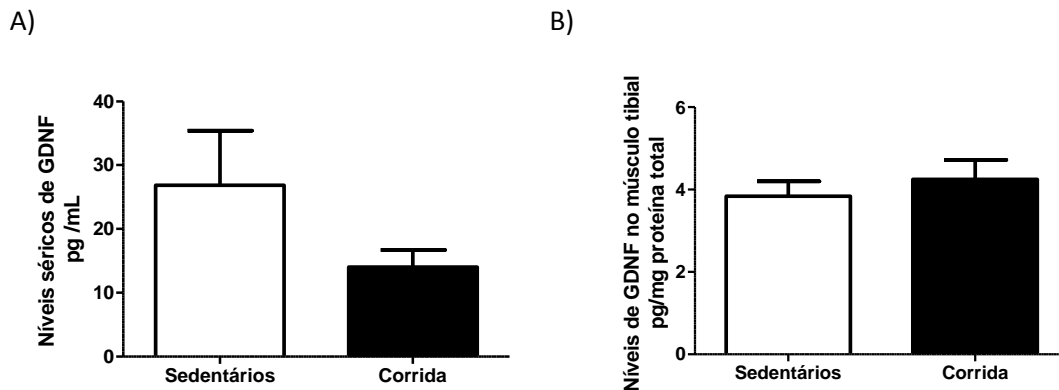 A)
B)
Níveis séricos de GDNF
pg /mL
40
30
20
10
0
Sedentários
Corrida
Níveis de GDNF no músculo tibial
pg/mg proteína total
6
4
2
0
Sedentários
Corrida